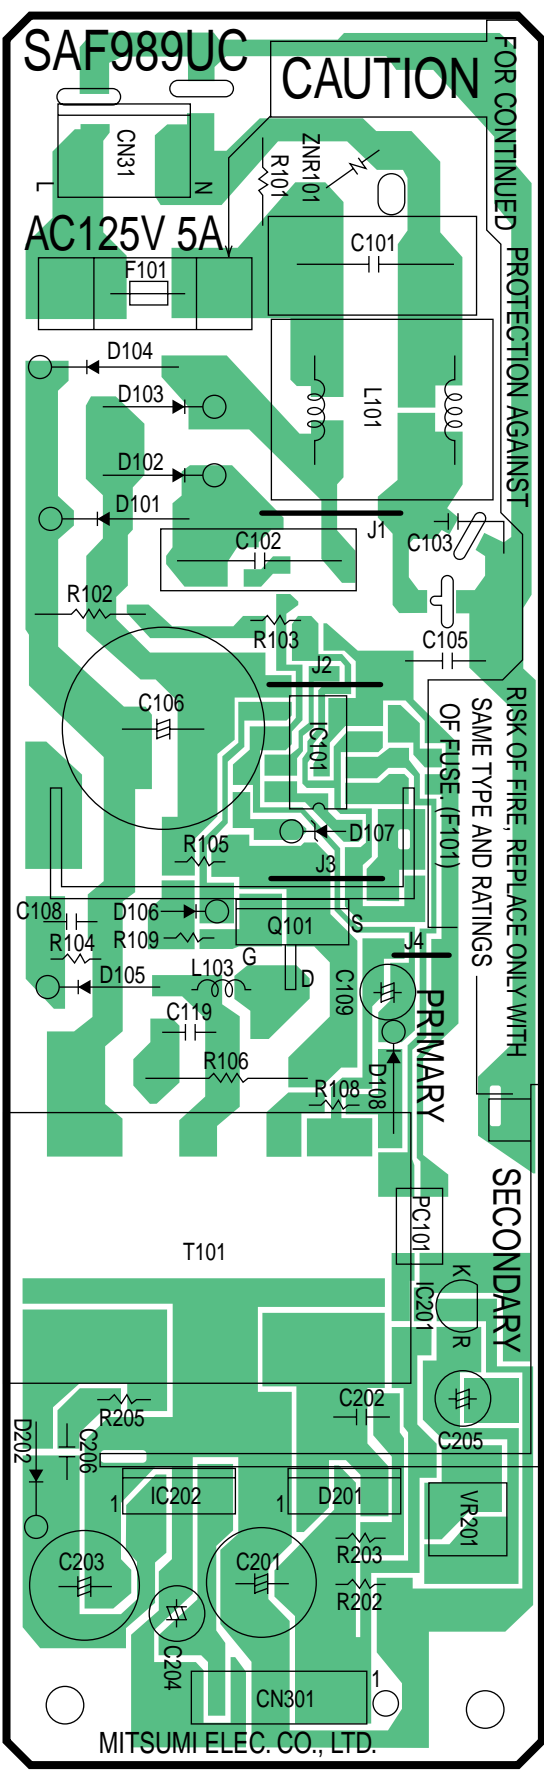 SAF989UC
CAUTION
FOR CONTINUED PROTECTION AGAINST
RISK OF FIRE, REPLACE ONLY WITH
SAME TYPE AND RATINGS
OF FUSE. (F101)
CN31
L
N
ZNR101
R101
AC125V 5A
C101
F101
D104
D103
L101
D102
D101
J1
C103
C102
R102
R103
C105
J2
C106
IC101
D107
R105
J3
C108
D106
Q101
S
R104
R109
J4
G
D105
L103
D
C109
PRIMARY
C119
R106
D108
R108
SECONDARY
PC101
T101
K
IC201
R
C202
R205
C205
D202
C206
1
IC202
1
D201
VR201
R203
C203
C201
R202
C204
1
CN301
MITSUMI ELEC. CO., LTD.